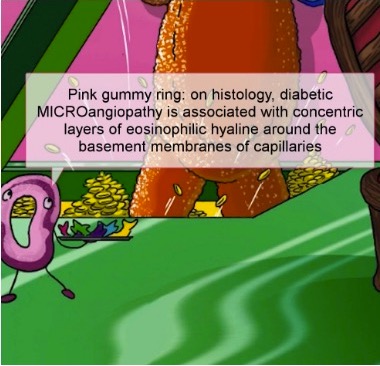 Pink gummy ring: on histology, diabetic
MICROangiopathy is associated with concentric
layers of eosinophilic hyaline around the
basement membranes of capillaries